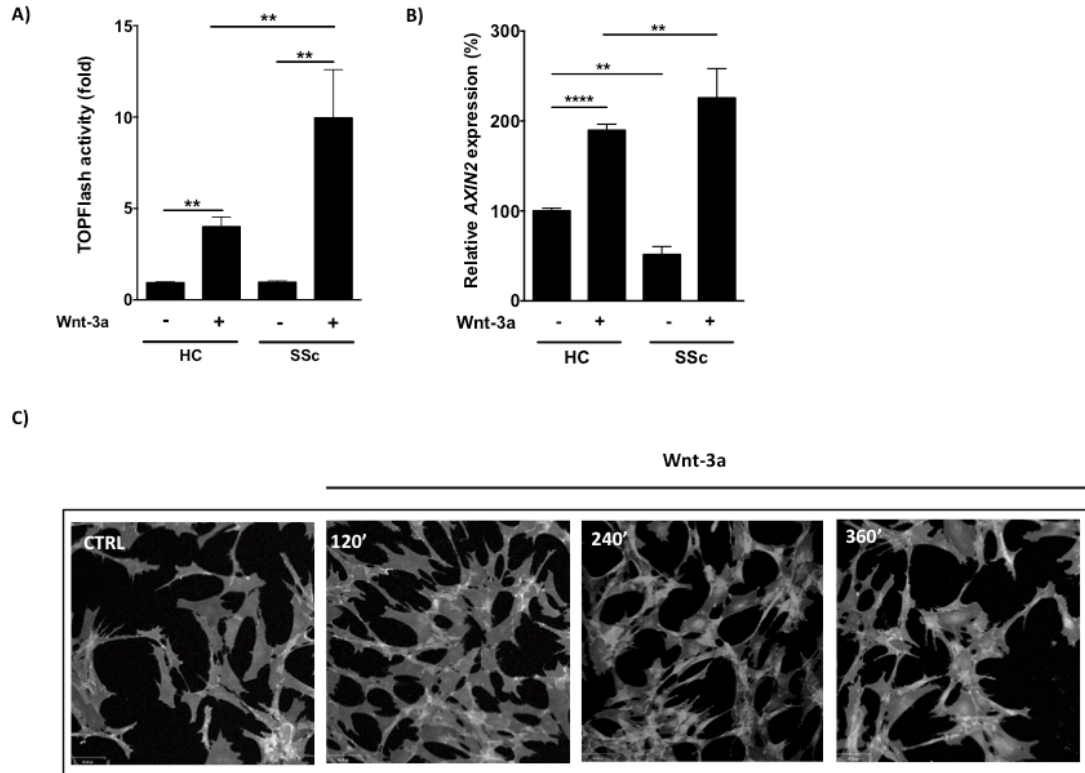 A)
TOPFlash activity (fold)
15
10
5
0
**
**
**
Wnt-3a
- + - +
HC SSc
B)
Relative AXIN2 expression (%)
300
200
100
0
**
**
****
Wnt-3a
- + - +
HC SSc
C)
Wnt-3a
CTRL 120' 240' 360'